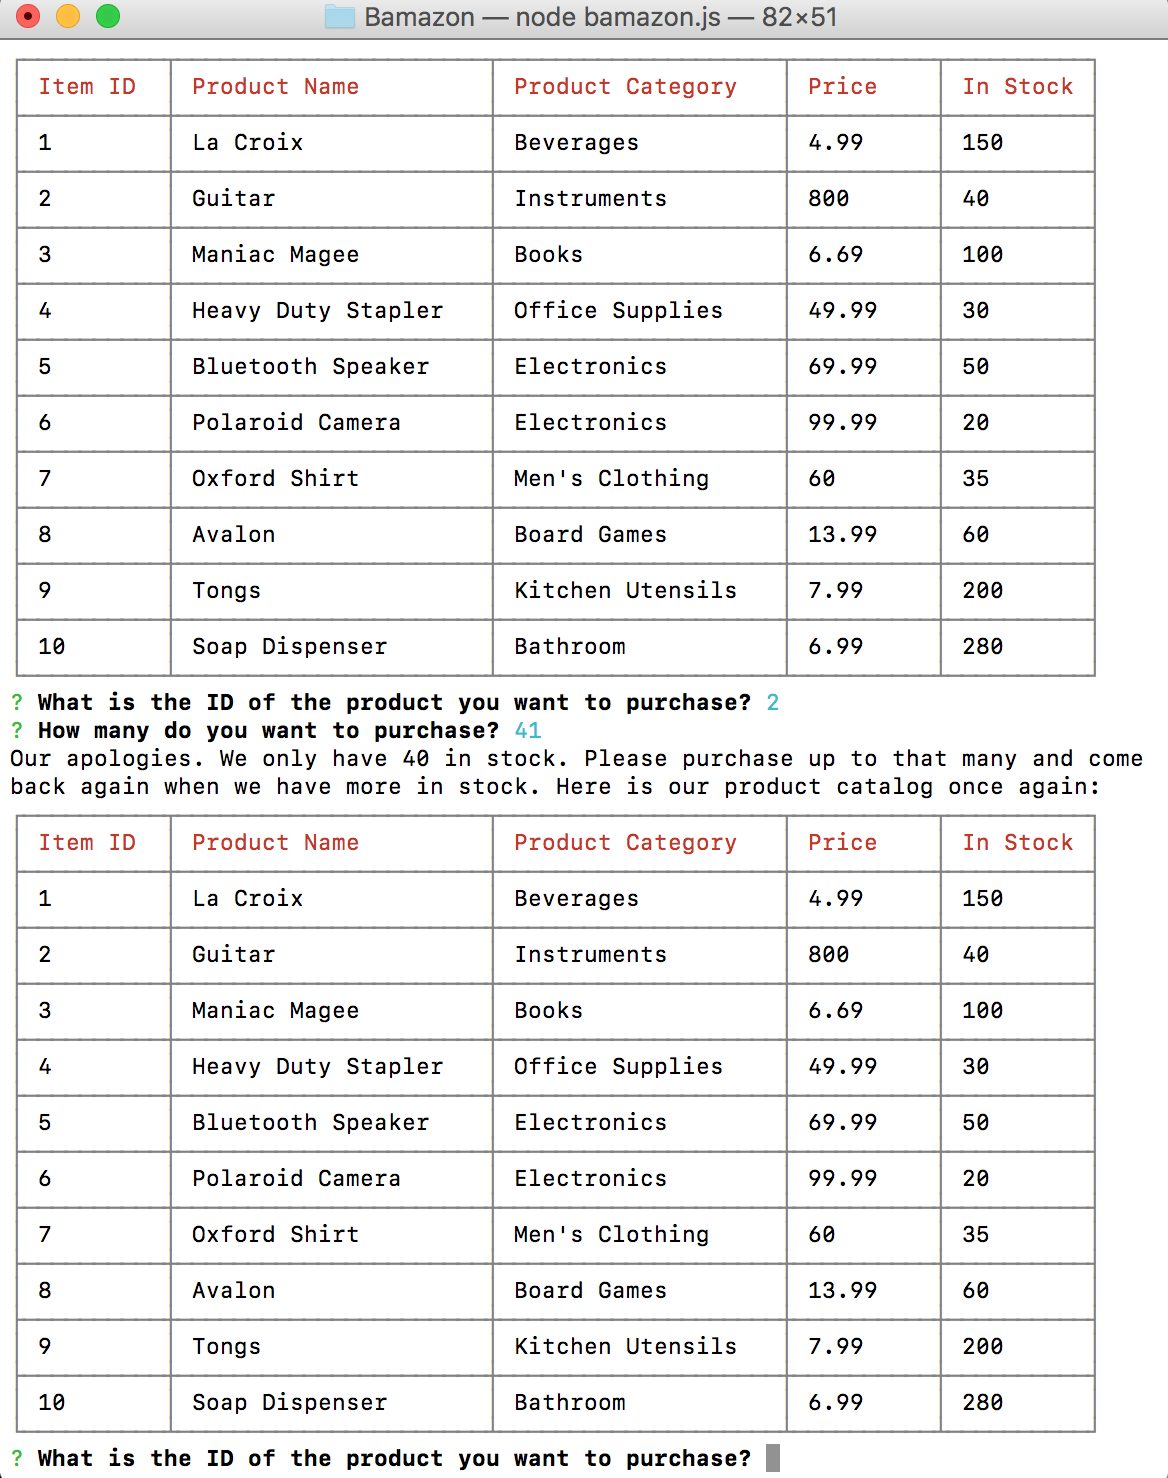 Bamazon — node bamazon.js — 82×51
Item ID Product Name Product Category Price In Stock
1 La Croix Beverages 4.99 150
2 Guitar Instruments 800 40
3 Maniac Magee Books 6.69 100
4 Heavy Duty Stapler Office Supplies 49.99 30
5 Bluetooth Speaker Electronics 69.99 50
6 Polaroid Camera Electronics 99.99 20
7 Oxford Shirt Men's Clothing 60 35
8 Avalon Board Games 13.99 60
9 Tongs Kitchen Utensils 7.99 200
10 Soap Dispenser Bathroom 6.99 280
? What is the ID of the product you want to purchase? 2
? How many do you want to purchase? 41
Our apologies. We only have 40 in stock. Please purchase up to that many and come
back again when we have more in stock. Here is our product catalog once again:
Item ID Product Name Product Category Price In Stock
1 La Croix Beverages 4.99 150
2 Guitar Instruments 800 40
3 Maniac Magee Books 6.69 100
4 Heavy Duty Stapler Office Supplies 49.99 30
5 Bluetooth Speaker Electronics 69.99 50
6 Polaroid Camera Electronics 99.99 20
7 Oxford Shirt Men's Clothing 60 35
8 Avalon Board Games 13.99 60
9 Tongs Kitchen Utensils 7.99 200
10 Soap Dispenser Bathroom 6.99 280
? What is the ID of the product you want to purchase?